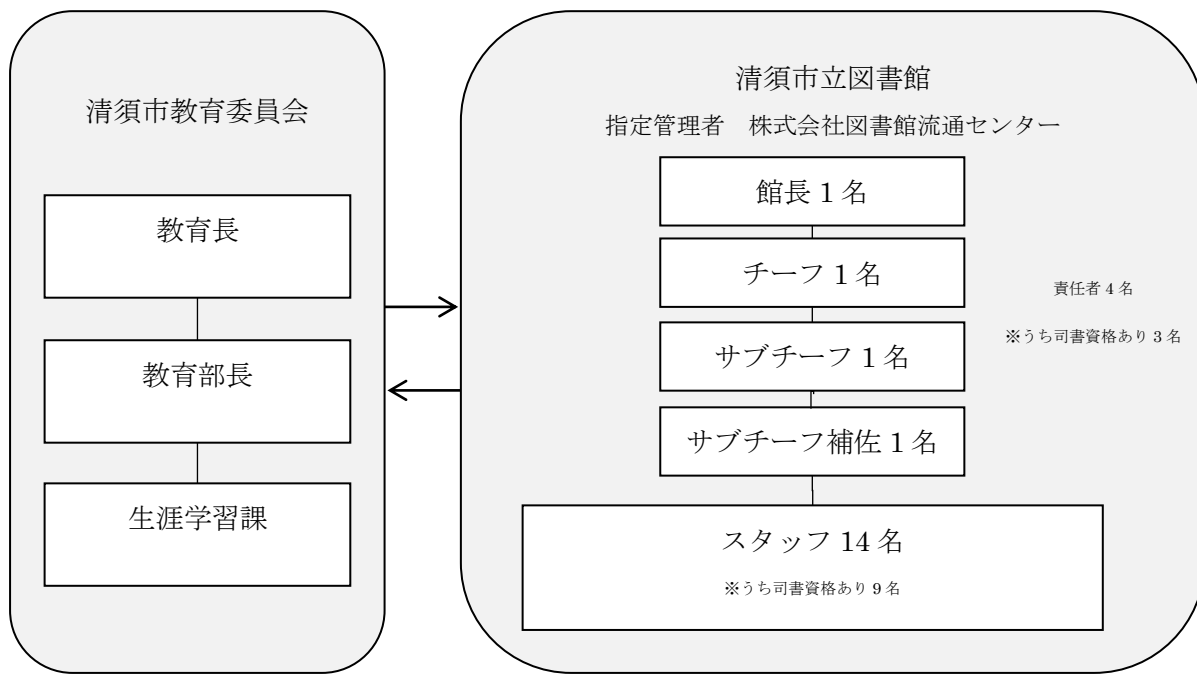 清須市教育委員会
教育長
教育部長
生涯学習課
清須市立図書館
指定管理者　株式会社図書館流通センター
館長 1 名
チーフ 1 名
サブチーフ 1 名
サブチーフ補佐 1 名
責任者 4 名
※うち司書資格あり 3 名
スタッフ 14 名
※うち司書資格あり 9 名